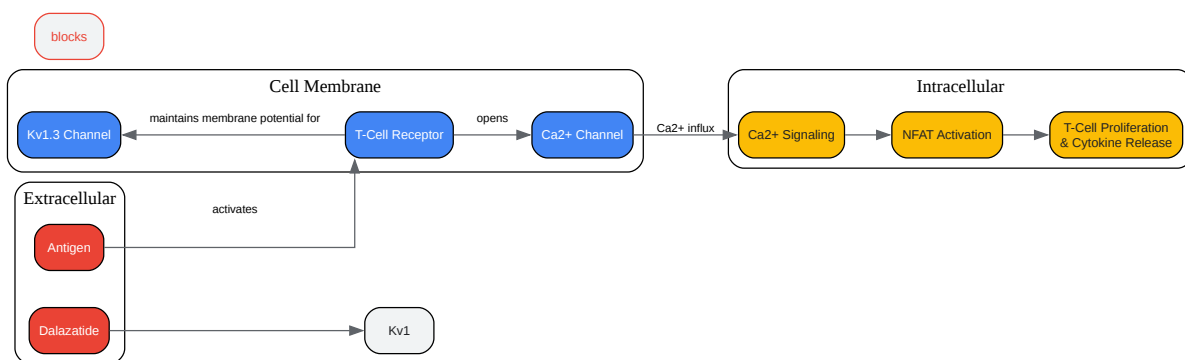 blocks
Cell Membrane
Kv1.3 Channel
maintains membrane potential for
T-Cell Receptor
opens
Ca2+ Channel
Ca2+ influx
Intracellular
Ca2+ Signaling
NFAT Activation
T-Cell Proliferation
& Cytokine Release
Extracellular
activates
Antigen
Dalazatide
Kv1